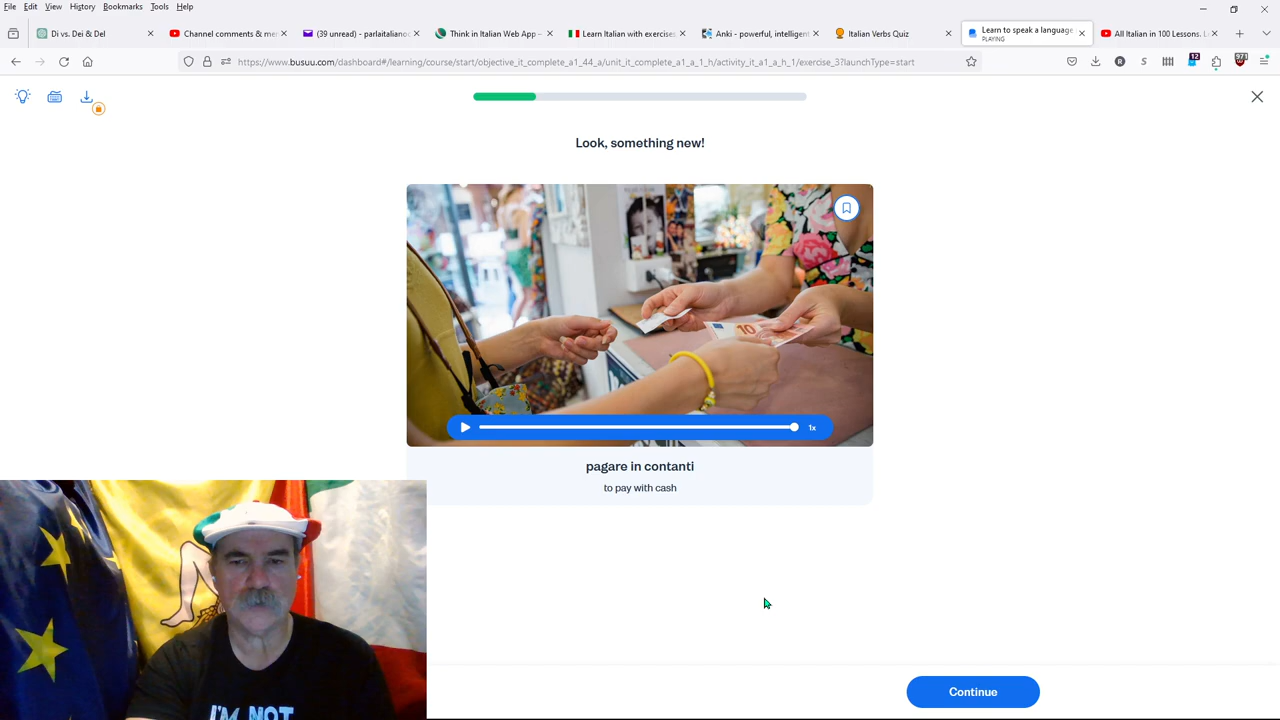 File Edit View History Bookmarks Tools Help
Di vs. Dei & Del
Channel comments & me
(39 unread) - parlaitaliano
Think in Italian Web App –
Learn Italian with exercises
Anki - powerful, intelligent
Italian Verbs Quiz
Learn to speak a language
PLAYING
All Italian in 100 Lessons. L
https://www.busuu.com/dashboard#/learning/course/start/objective_it_complete_a1_44_a/unit_it_complete_a1_a_1_h/activity_it_a1_a_h_1/exercise_3?launchType=start
12
Look, something new!
10
1x
pagare in contanti
to pay with cash
I'M NOT
Continue